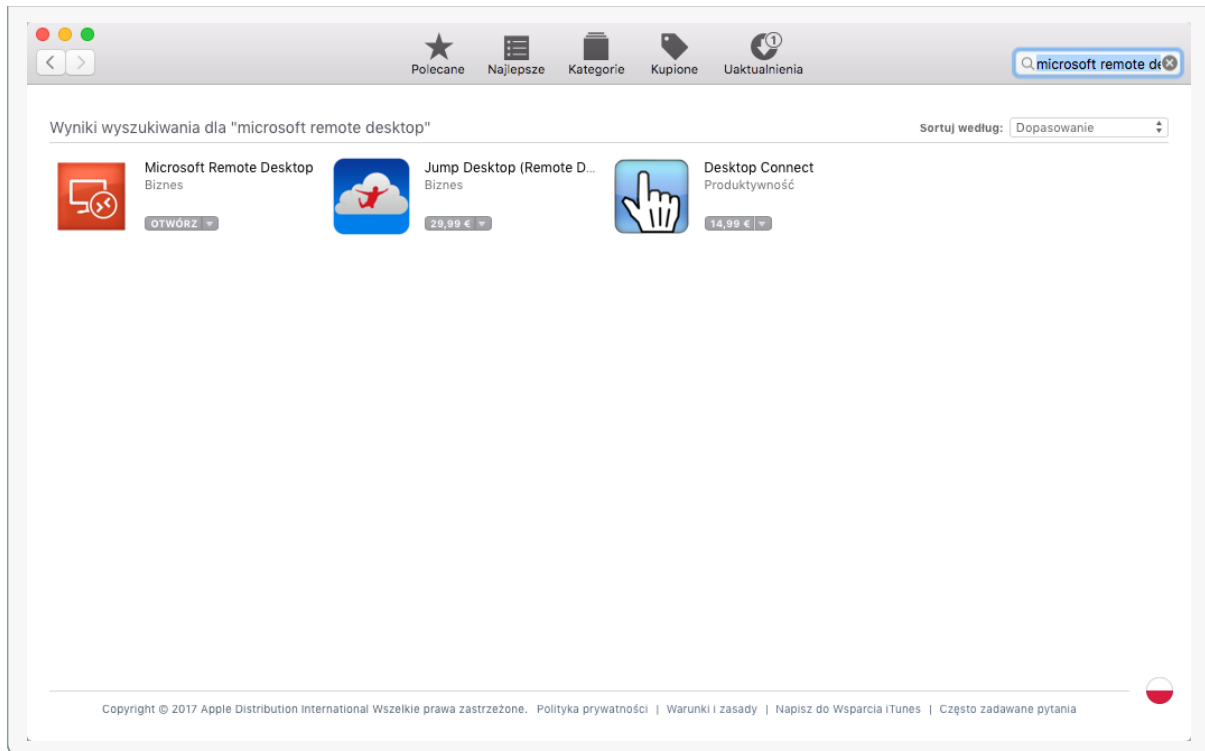 Polecane Najlepsze Kategorie Kupione Uaktualnienia
1
microsoft remote de
Wyniki wyszukiwania dla "microsoft remote desktop"
Sortuj według: Dopasowanie
Microsoft Remote Desktop
Biznes
OTWÓRZ
Jump Desktop (Remote D...
Biznes
29,99 €
Desktop Connect
Produktywność
14,99 €
Copyright © 2017 Apple Distribution International Wszelkie prawa zastrzeżone. Polityka prywatności | Warunki i zasady | Napisz do Wsparcia iTunes | Często zadawane pytania